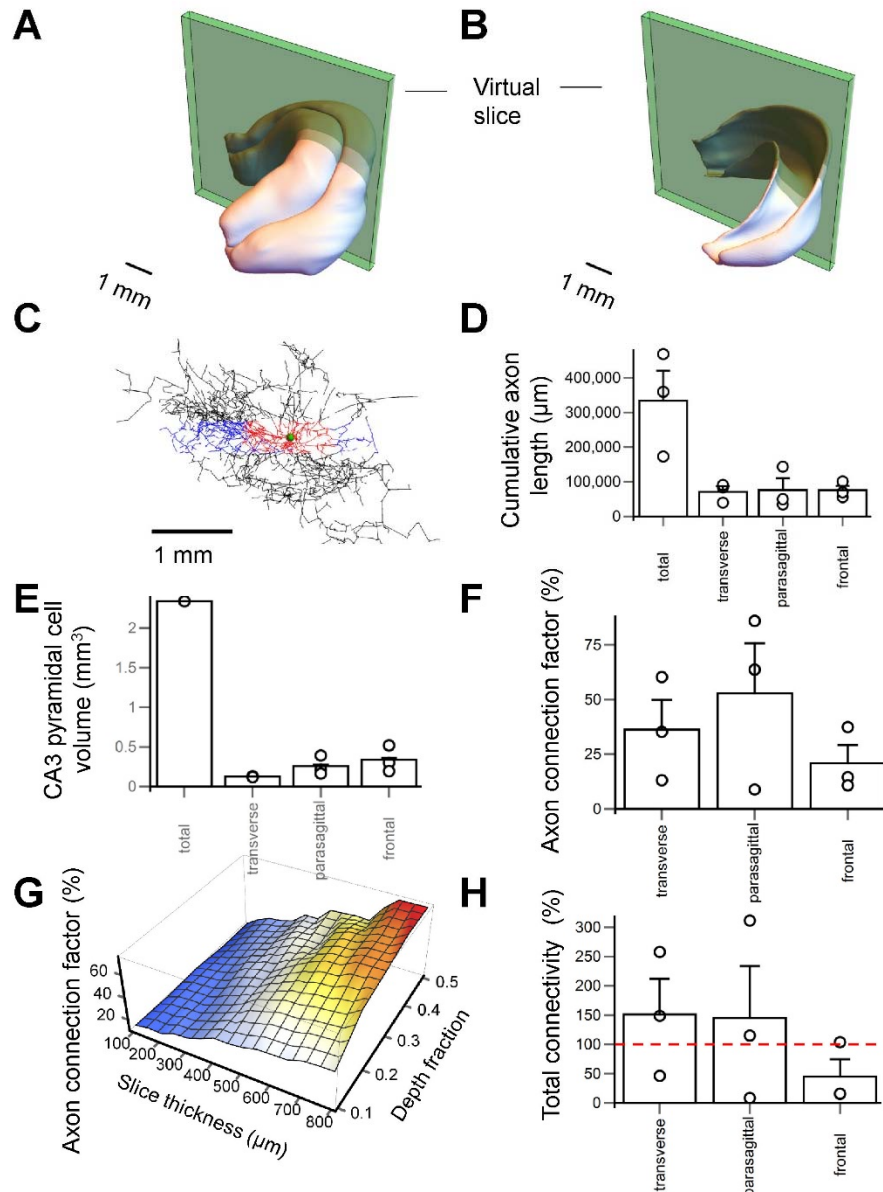 A
B
Virtual
slice
1 mm
1 mm
C
1 mm
D
Cumulative axon
length (µm)
400,000
300,000
200,000
100,000
0
total
transverse
parasagittal
frontal
E
CA3 pyramidal cell
volume (mm³)
2
1.5
1
0.5
0
total
transverse
parasagittal
frontal
F
Axon connection factor (%)
75
50
25
0
transverse
parasagittal
frontal
G
Axon connection factor (%)
60
40
20
100
200
300
400
500
600
700
800
Slice thickness (µm)
0.1
0.2
0.3
0.4
0.5
Depth fraction
H
Total connectivity (%)
300
250
200
150
100
50
0
transverse
parasagittal
frontal